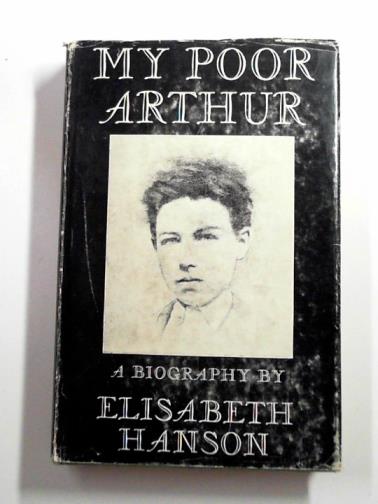 MY POOR
ARTHUR
A BIOGRAPHY BY
ELISABETH
HANSON